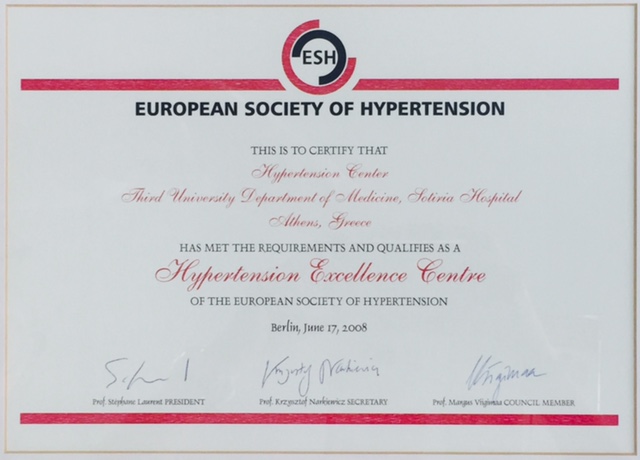 ESH
EUROPEAN SOCIETY OF HYPERTENSION
THIS IS TO CERTIFY THAT
Hypertension Center
Third University Department of Medicine, Sotiria Hospital
Athens, Greece
HAS MET THE REQUIREMENTS AND QUALIFIES AS A
Hypertension Excellence Centre
OF THE EUROPEAN SOCIETY OF HYPERTENSION
Berlin, June 17, 2008
Prof. Stéphane Laurent PRESIDENT
Prof. Krzysztof Narkiewicz SECRETARY
Prof. Margus Viigimaa COUNCIL MEMBER